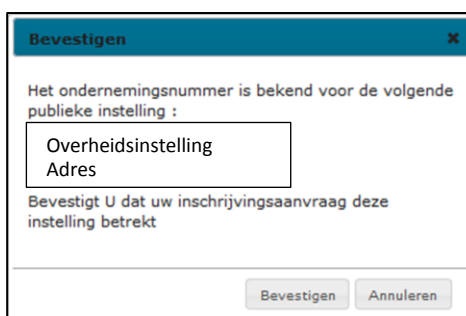 Bevestigen
Het ondernemingsnummer is bekend voor de volgende
publieke instelling :
Overheidsinstelling
Adres
Bevestigt U dat uw inschrijvingsaanvraag deze
instelling betrekt
Bevestigen Annuleren